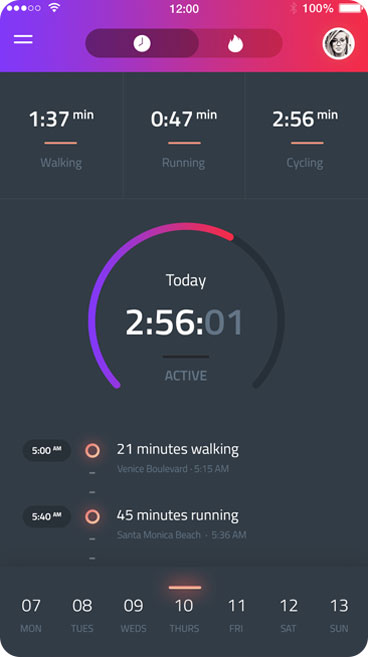 12:00 100%
1:37 min 0:47 min 2:56 min
Walking Running Cycling
Today
2:56:01
ACTIVE
5:00 AM 21 minutes walking
Venice Boulevard · 5:15 AM
5:40 AM 45 minutes running
Santa Monica Beach · 5:36 AM
07 08 09 10 11 12 13
MON TUES WEDS THURS FRI SAT SUN